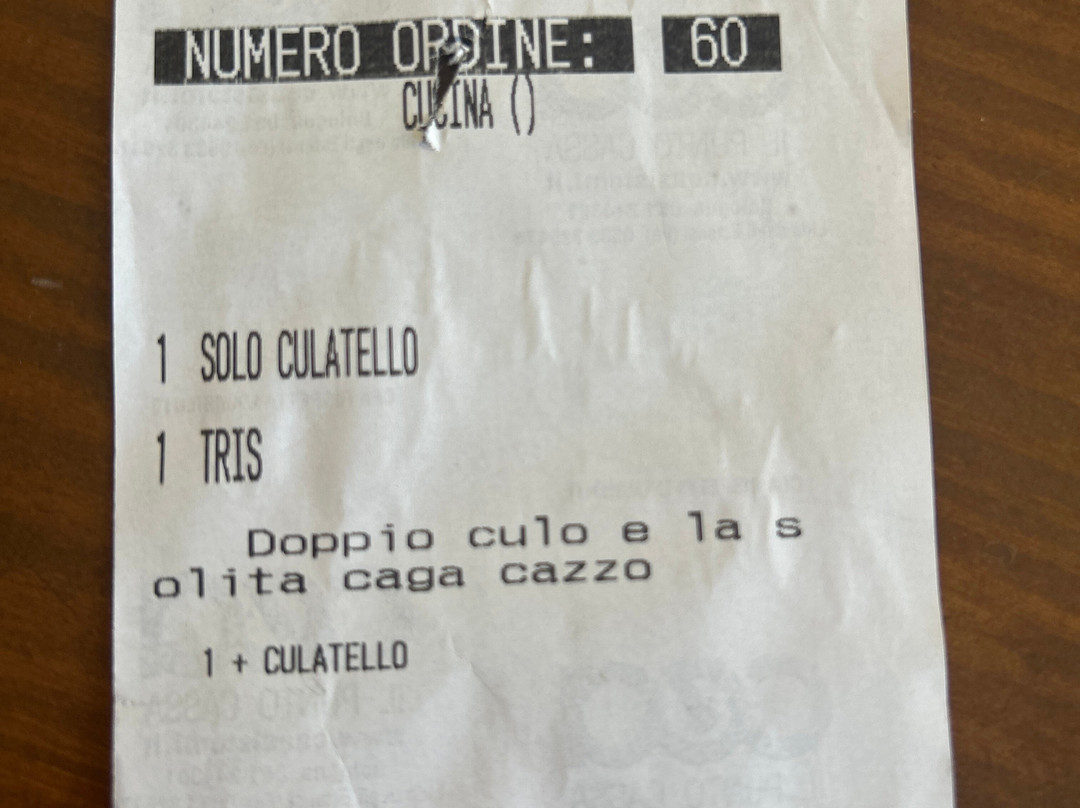 NUMERO ORDINE: 60
CUCINA ()
1 SOLO CULATELLO
1 TRIS
Doppio culo e la s
olita caga cazzo
1 + CULATELLO